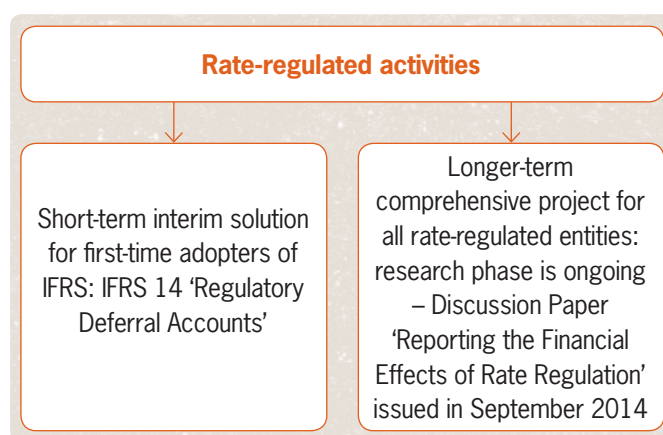 Rate-regulated activities
Short-term interim solution
for first-time adopters of
IFRS: IFRS 14 ‘Regulatory
Deferral Accounts’
Longer-term
comprehensive project for
all rate-regulated entities:
research phase is ongoing
– Discussion Paper
‘Reporting the Financial
Effects of Rate Regulation’
issued in September 2014